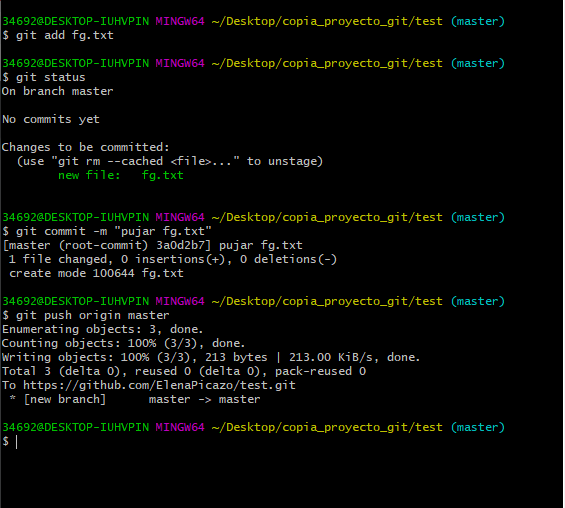 34692@DESKTOP-IUHVPIN MINGW64 ~/Desktop/copia_proyecto_git/test (master)
$ git add fg.txt
34692@DESKTOP-IUHVPIN MINGW64 ~/Desktop/copia_proyecto_git/test (master)
$ git status
On branch master
No commits yet
Changes to be committed:
  (use "git rm --cached <file>..." to unstage)
        new file:   fg.txt
34692@DESKTOP-IUHVPIN MINGW64 ~/Desktop/copia_proyecto_git/test (master)
$ git commit -m "pujar fg.txt"
[master (root-commit) 3a0d2b7] pujar fg.txt
 1 file changed, 0 insertions(+), 0 deletions(-)
 create mode 100644 fg.txt
34692@DESKTOP-IUHVPIN MINGW64 ~/Desktop/copia_proyecto_git/test (master)
$ git push origin master
Enumerating objects: 3, done.
Counting objects: 100% (3/3), done.
Writing objects: 100% (3/3), 213 bytes | 213.00 KiB/s, done.
Total 3 (delta 0), reused 0 (delta 0), pack-reused 0
To https://github.com/ElenaPicazo/test.git
 * [new branch]      master -> master
34692@DESKTOP-IUHVPIN MINGW64 ~/Desktop/copia_proyecto_git/test (master)
$